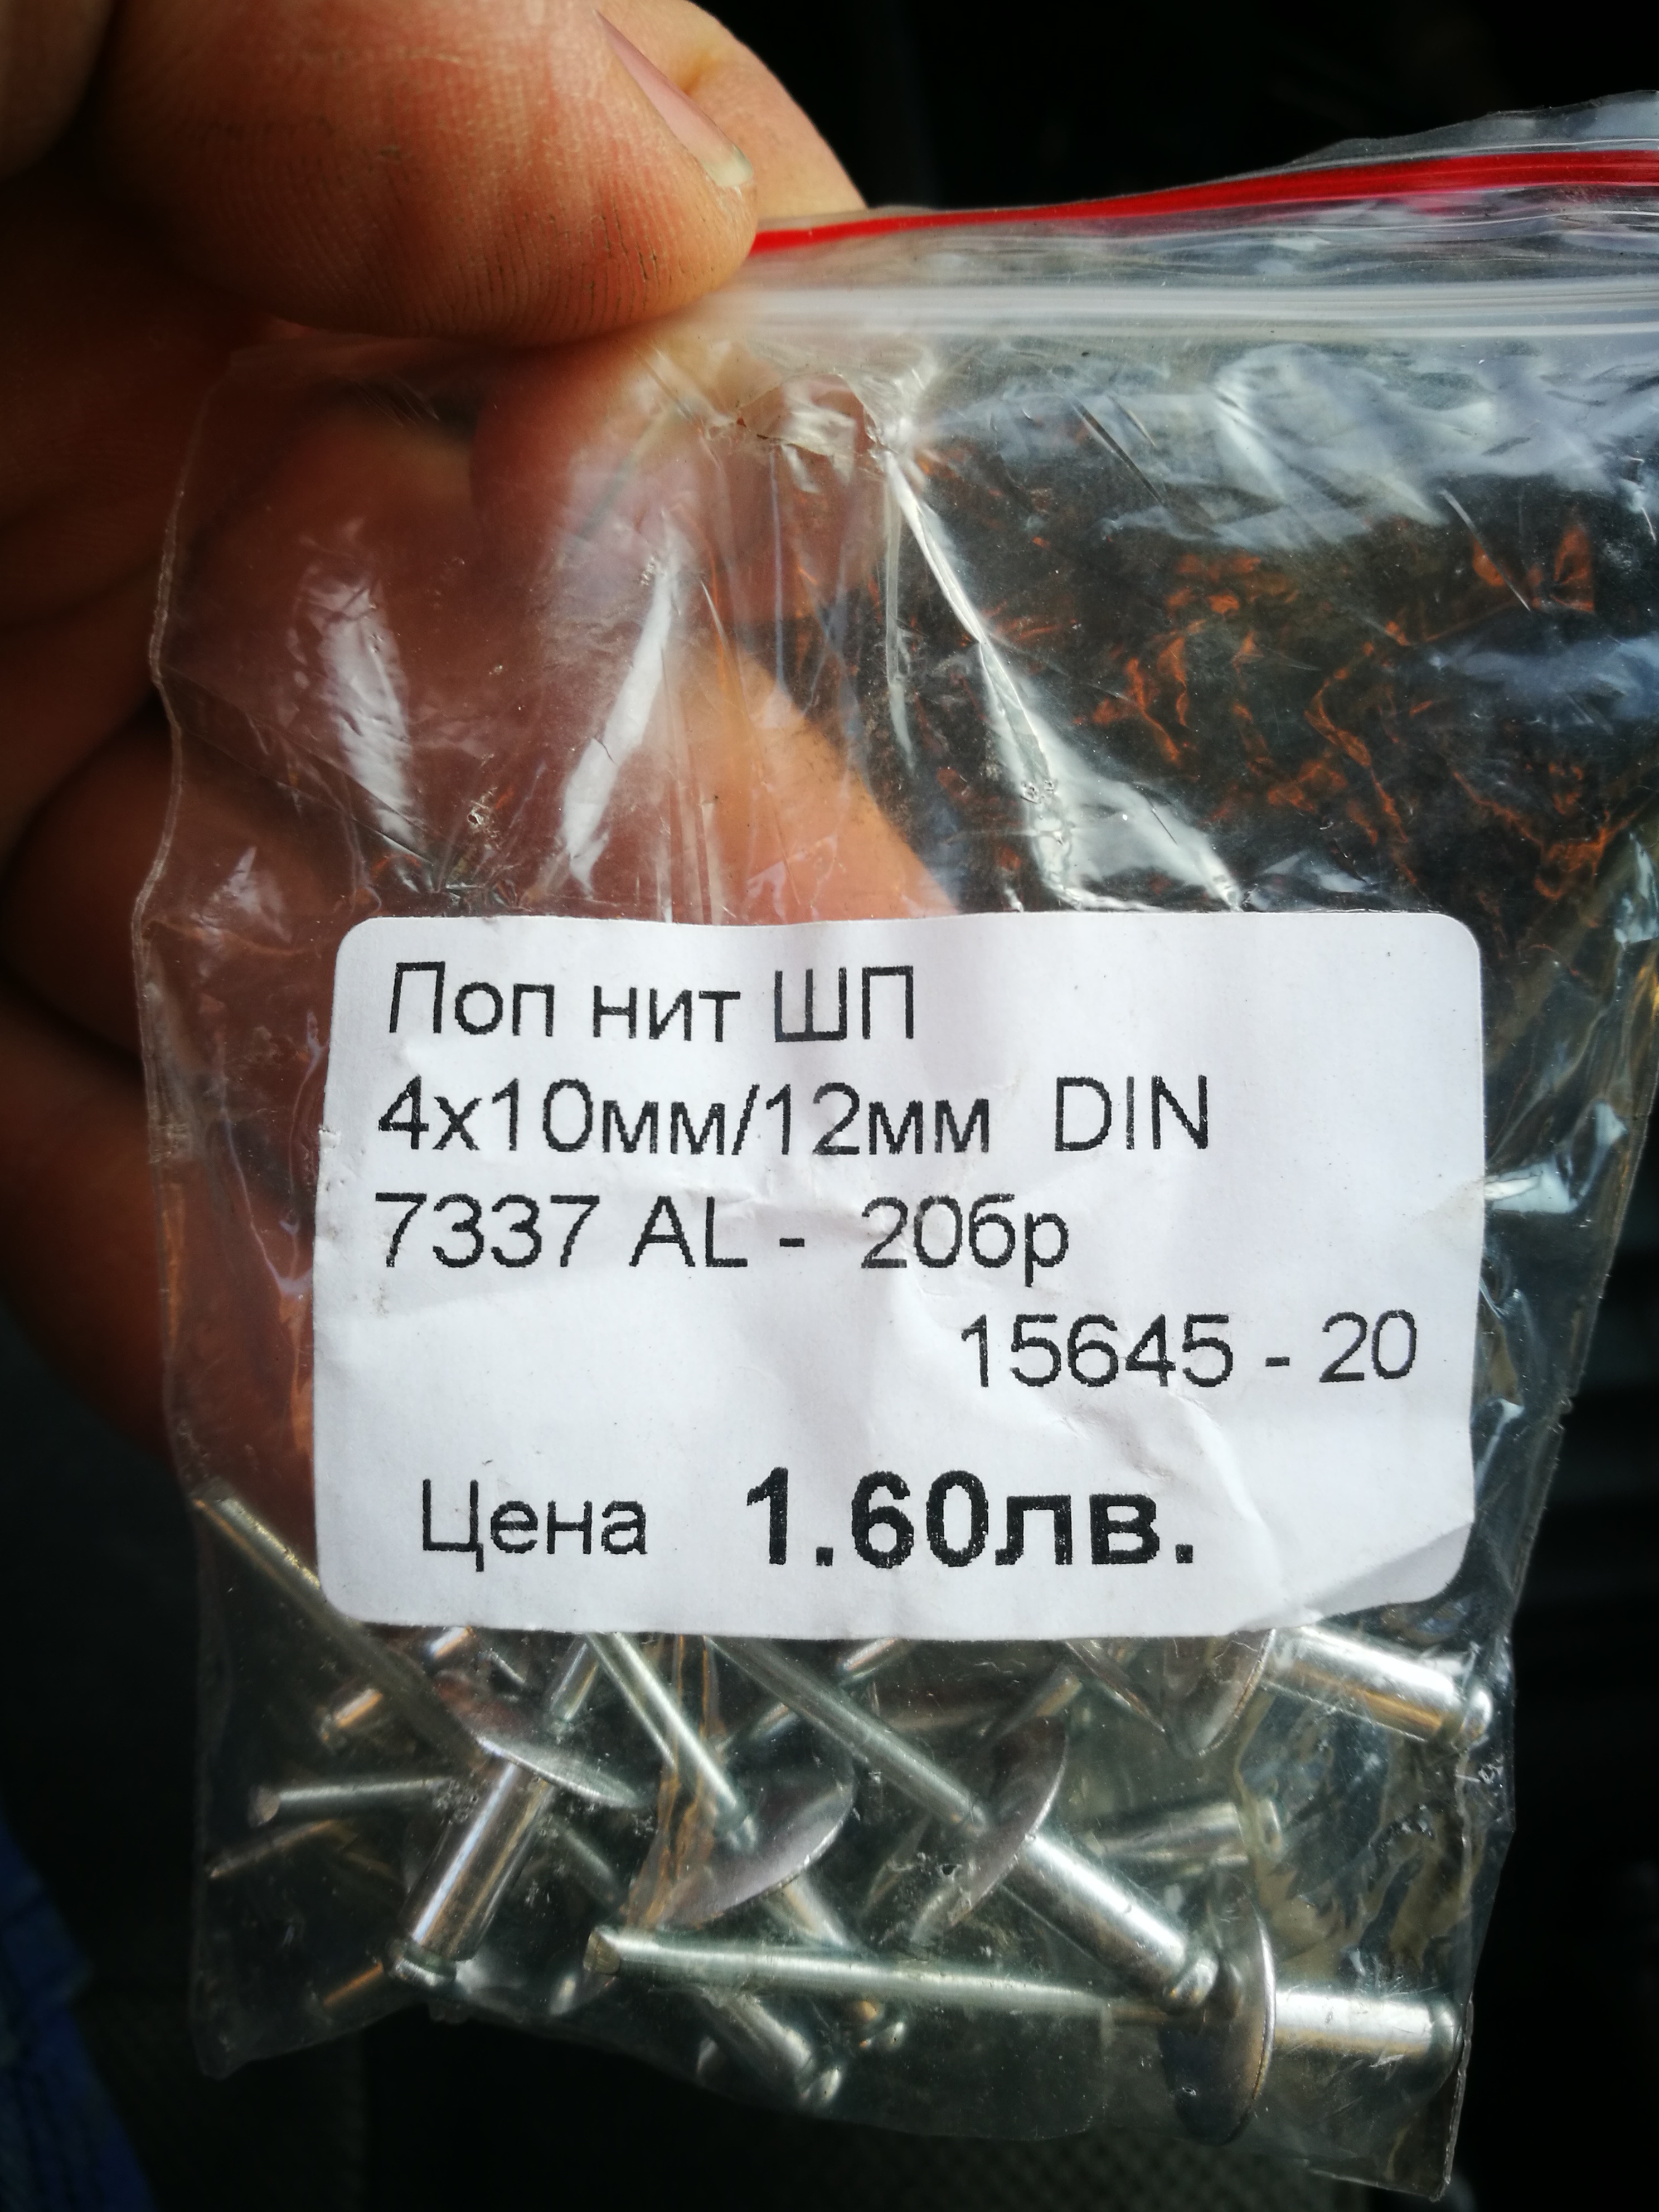 Поп нит ШП
4x10мм/12мм DIN
7337 AL - 20бр
15645 - 20
Цена 1.60лв.